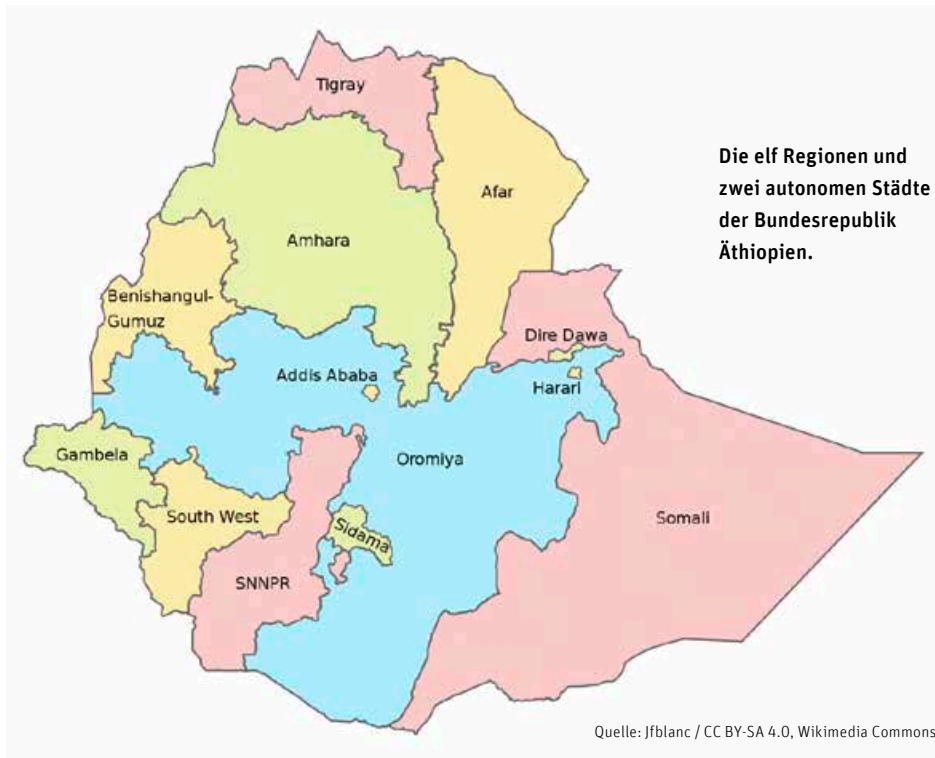 Tigray
Afar
Die elf Regionen und
zwei autonomen Städte
der Bundesrepublik
Äthiopien.
Amhara
Benishangul-
Gumuz
Dire Dawa
Addis Ababa
Harari
Gambela
Oromiya
South West
Sidama
Somali
SNNPR
Quelle: Jfblanc / CC BY-SA 4.0, Wikimedia Commons